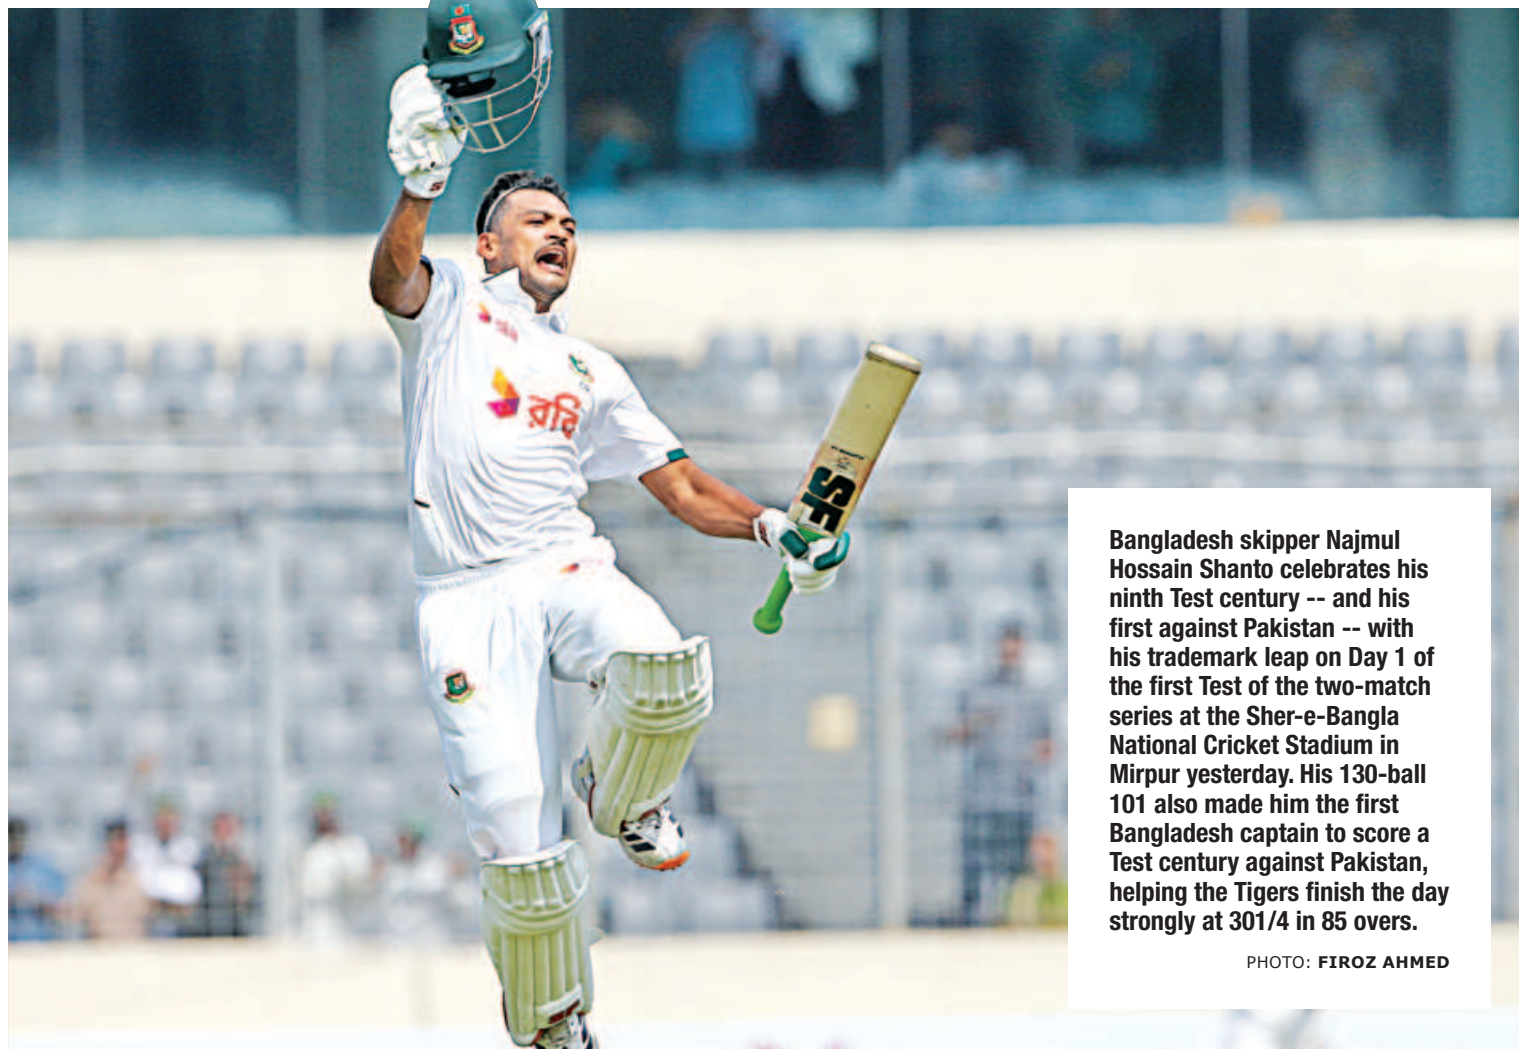 রবি
SF
Bangladesh skipper Najmul
Hossain Shanto celebrates his
ninth Test century -- and his
first against Pakistan -- with
his trademark leap on Day 1 of
the first Test of the two-match
series at the Sher-e-Bangla
National Cricket Stadium in
Mirpur yesterday. His 130-ball
101 also made him the first
Bangladesh captain to score a
Test century against Pakistan,
helping the Tigers finish the day
strongly at 301/4 in 85 overs.
PHOTO: FIROZ AHMED